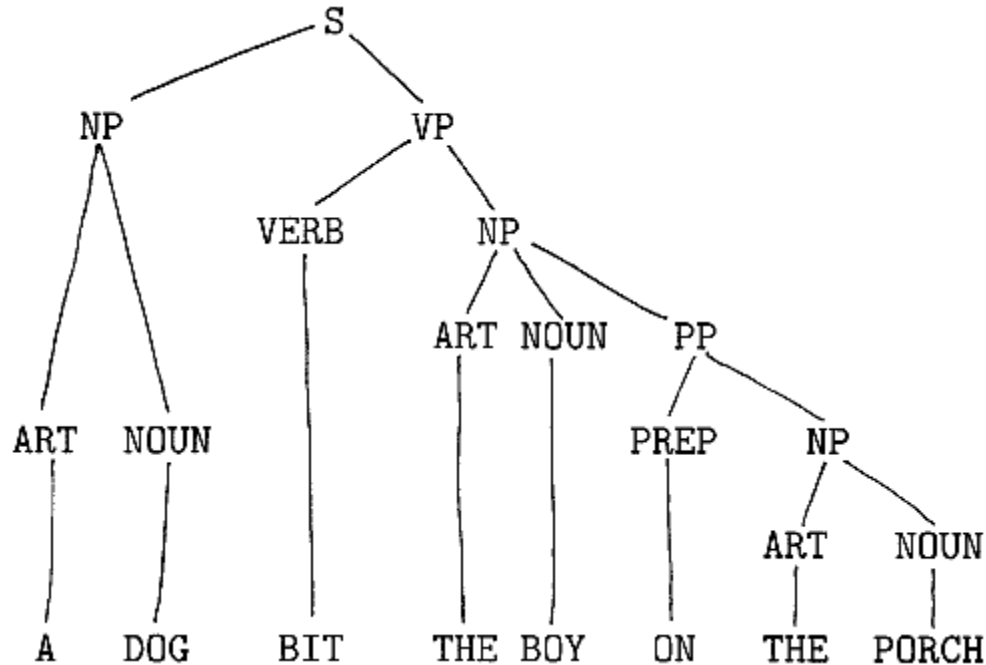 S
NP VP
VERB NP
ART NOUN PP
ART NOUN PREP NP
ART NOUN
A DOG BIT THE BOY ON THE PORCH